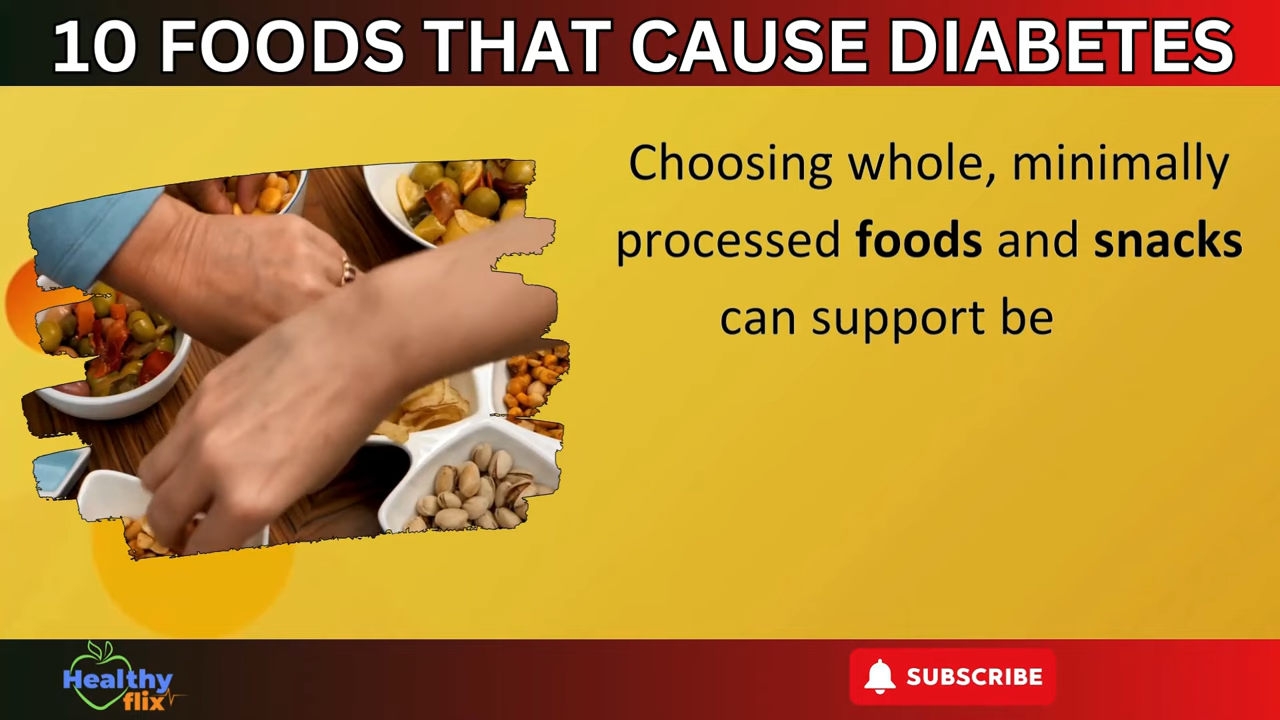 10 FOODS THAT CAUSE DIABETES
Choosing whole, minimally
processed foods and snacks
can support be
Healthy
flix
SUBSCRIBE